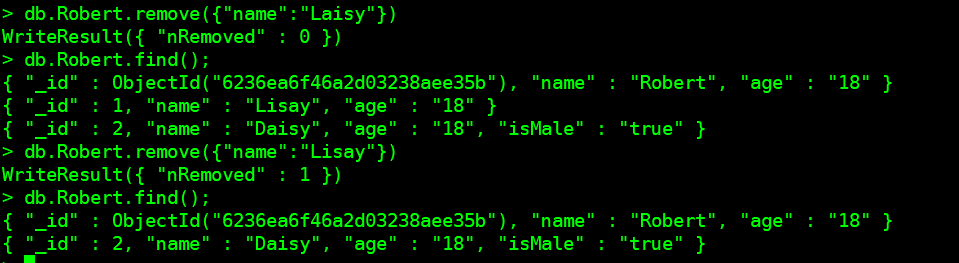 > db.Robert.remove({"name":"Laisy"})
WriteResult({ "nRemoved" : 0 })
> db.Robert.find();
{ "_id" : ObjectId("6236ea6f46a2d03238aee35b"), "name" : "Robert", "age" : "18" }
{ "_id" : 1, "name" : "Lisay", "age" : "18" }
{ "_id" : 2, "name" : "Daisy", "age" : "18", "isMale" : "true" }
> db.Robert.remove({"name":"Lisay"})
WriteResult({ "nRemoved" : 1 })
> db.Robert.find();
{ "_id" : ObjectId("6236ea6f46a2d03238aee35b"), "name" : "Robert", "age" : "18" }
{ "_id" : 2, "name" : "Daisy", "age" : "18", "isMale" : "true" }